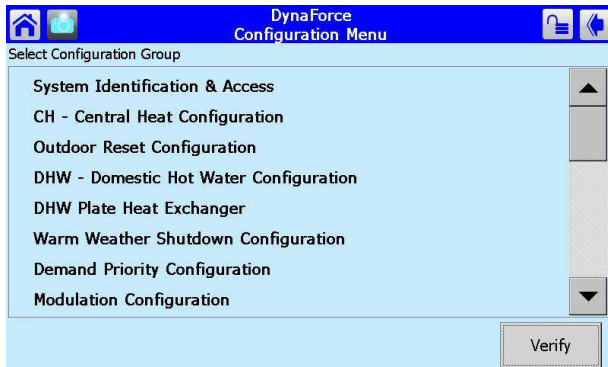 DynaForce
Configuration Menu
Select Configuration Group
System Identification & Access
CH - Central Heat Configuration
Outdoor Reset Configuration
DHW - Domestic Hot Water Configuration
DHW Plate Heat Exchanger
Warm Weather Shutdown Configuration
Demand Priority Configuration
Modulation Configuration
Verify